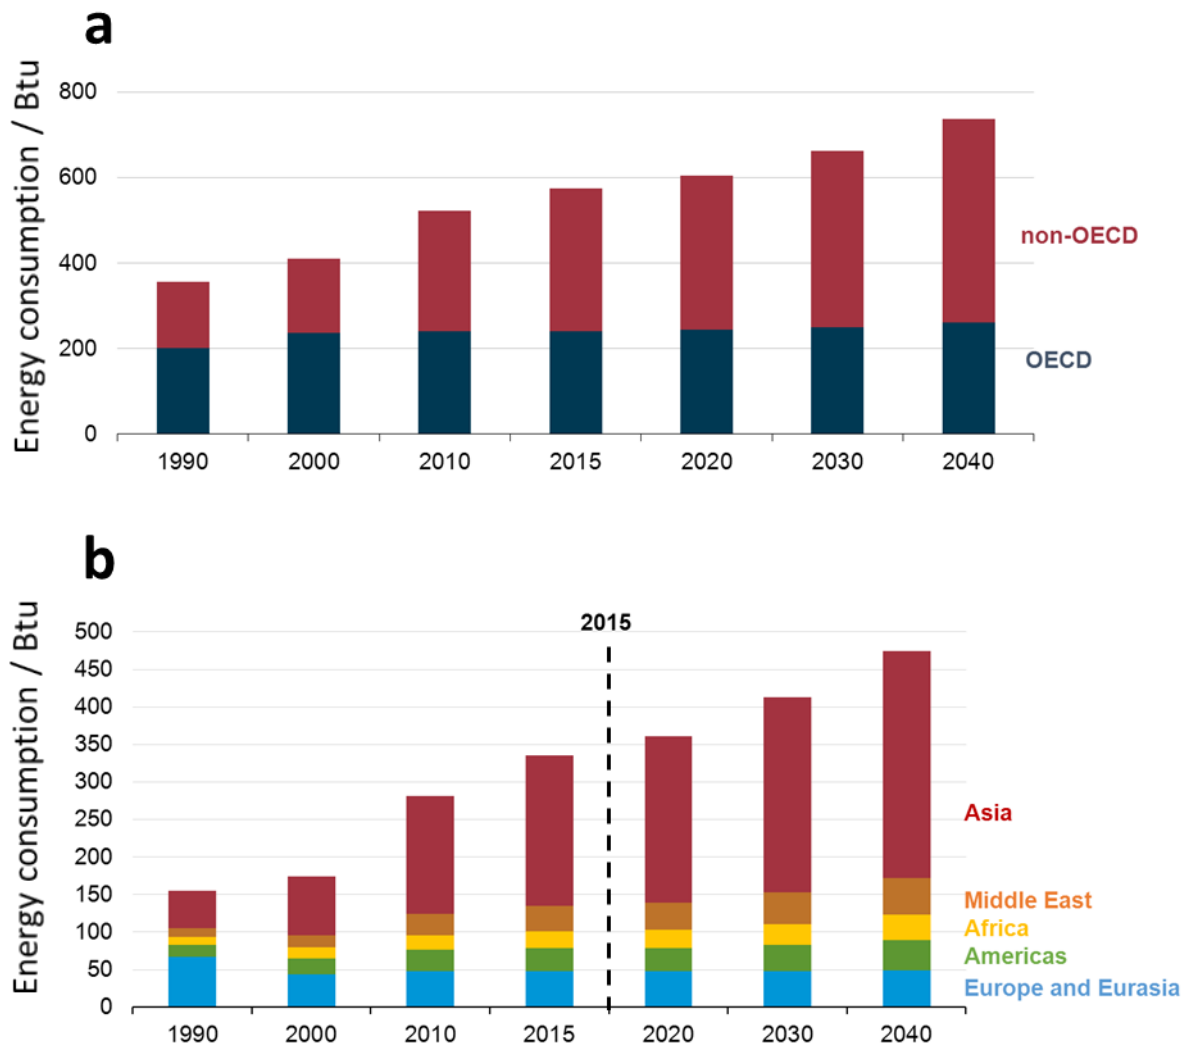 a
Energy consumption / Btu
800
600
400
200
0
non-OECD
OECD
1990 2000 2010 2015 2020 2030 2040
b
Energy consumption / Btu
2015
500
450
400
350
300
250
200
150
100
50
0
Asia
Middle East
Africa
Americas
Europe and Eurasia
1990 2000 2010 2015 2020 2030 2040